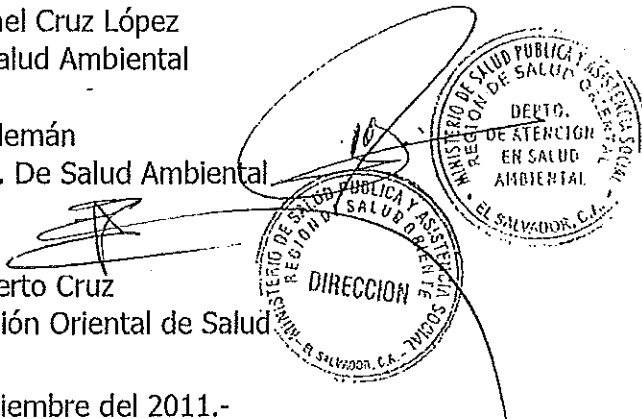 nel Cruz López
alud Ambiental
lemán
. De Salud Ambiental
erto Cruz
ión Oriental de Salud
iembre del 2011.-
MINISTERIO DE SALUD PUBLICA Y ASISTENCIA SOCIAL
REGION DE SALUD ORIENTAL
DEPTO.
DE ATENCION
EN SALUD
AMBIENTAL
EL SALVADOR, C.A.
MINISTERIO DE SALUD PUBLICA Y ASISTENCIA SOCIAL
REGION DE SALUD ORIENTE
DIRECCION
EL SALVADOR, C.A.